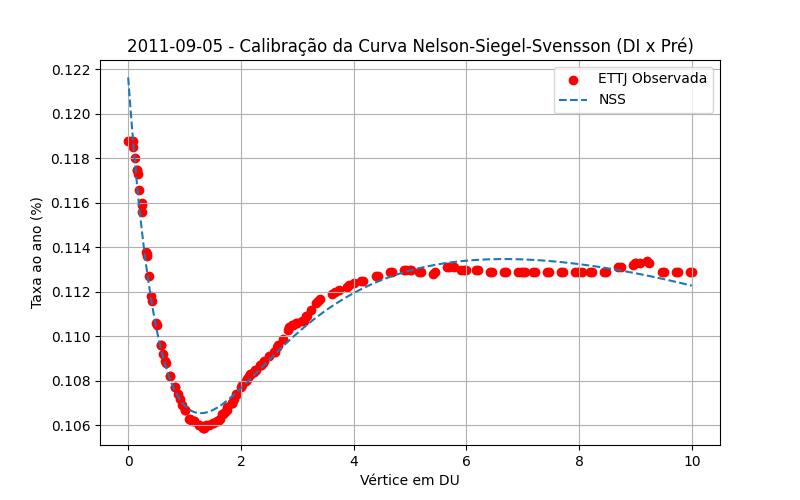 2011-09-05 - Calibração da Curva Nelson-Siegel-Svensson (DI x Pré)
ETTJ Observada
NSS
Taxa ao ano (%)
0.122
0.120
0.118
0.116
0.114
0.112
0.110
0.108
0.106
0 2 4 6 8 10
Vértice em DU